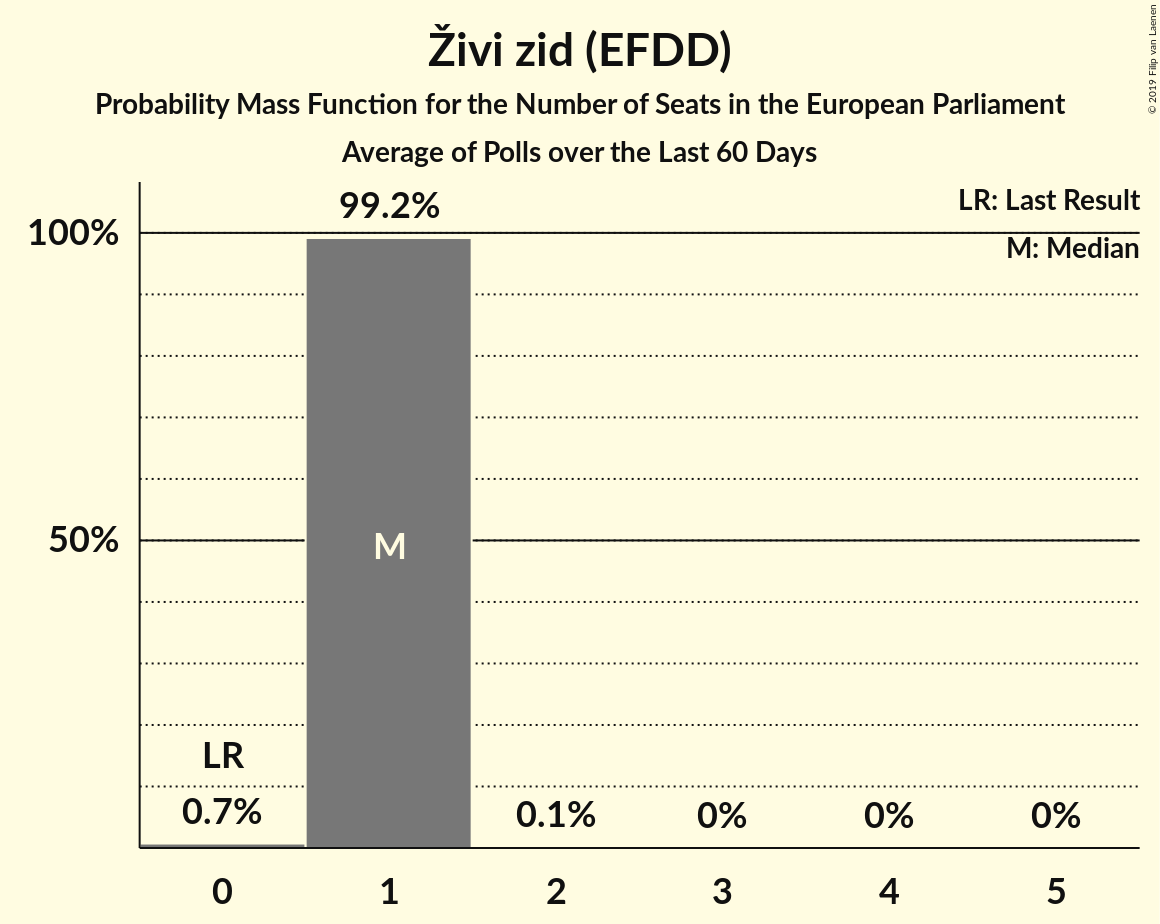 Živi zid (EFDD)
Probability Mass Function for the Number of Seats in the European Parliament
Average of Polls over the Last 60 Days
© 2019 Filip van Laenen
LR: Last Result
M: Median
99.2%
100%
50%
M
LR
0.7%
0.1%
0%
0%
0%
0 1 2 3 4 5